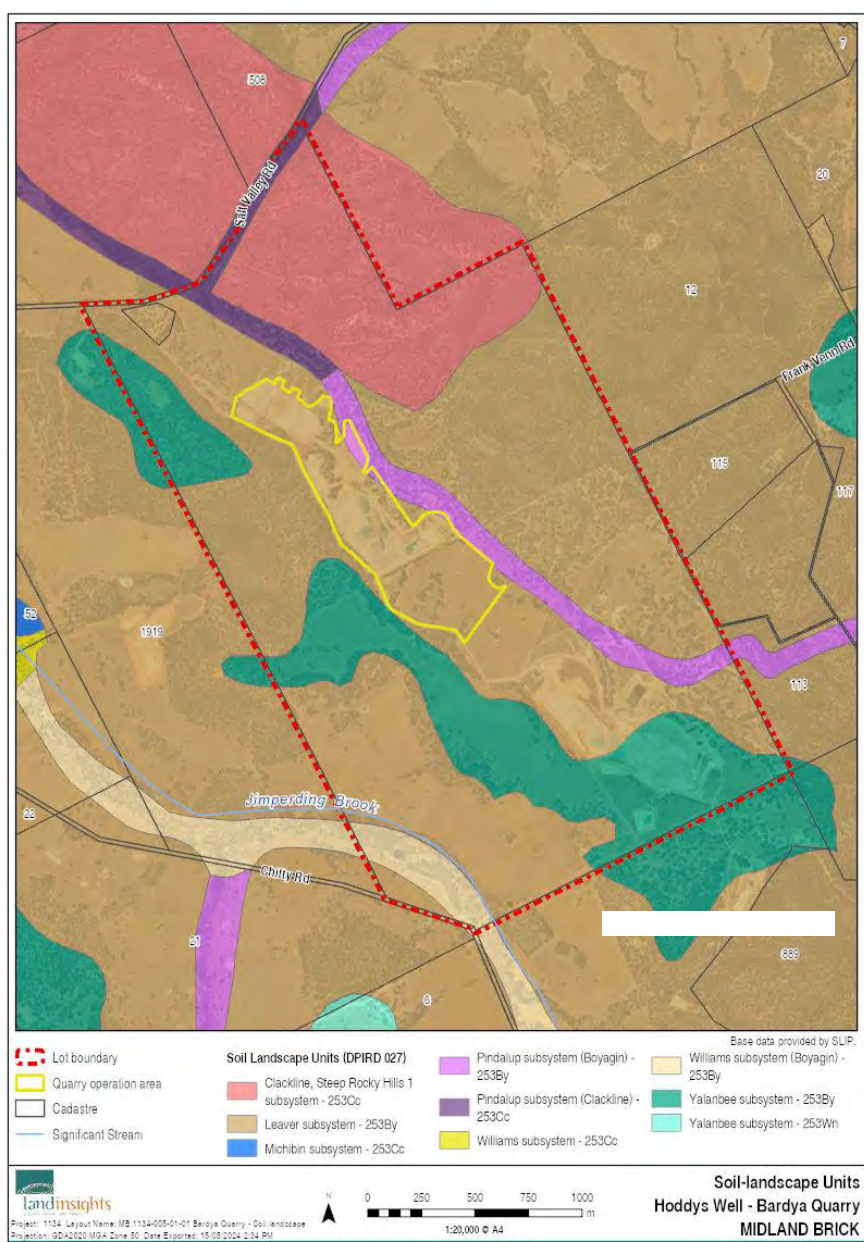 7
508
20
Salt Valley Rd
12
Frank Venn Rd
115
117
52
1919
113
Jimperding Brook
22
Chitty Rd
21
889
6
Base data provided by SLIP.
Lot boundary
Quarry operation area
Cadastre
Significant Stream
Soil Landscape Units (DPIRD 027)
Clackline, Steep Rocky Hills 1
subsystem - 253Cc
Leaver subsystem - 253By
Michibin subsystem - 253Cc
Pindalup subsystem (Boyagin) -
253By
Pindalup subsystem (Clackline) -
253Cc
Williams subsystem - 253Cc
Williams subsystem (Boyagin) -
253By
Yalanbee subsystem - 253By
Yalanbee subsystem - 253Wn
landinsights
Project: 1134 Layout Name: MB 1134-005-01-01 Bardya Quarry - Soil landscape
Projection: GDA2020 MGA Zone 50 Date Exported: 15/05/2024 2:34 PM
N
0 250 500 750 1000
m
1:20,000 @ A4
Soil-landscape Units
Hoddys Well - Bardya Quarry
MIDLAND BRICK